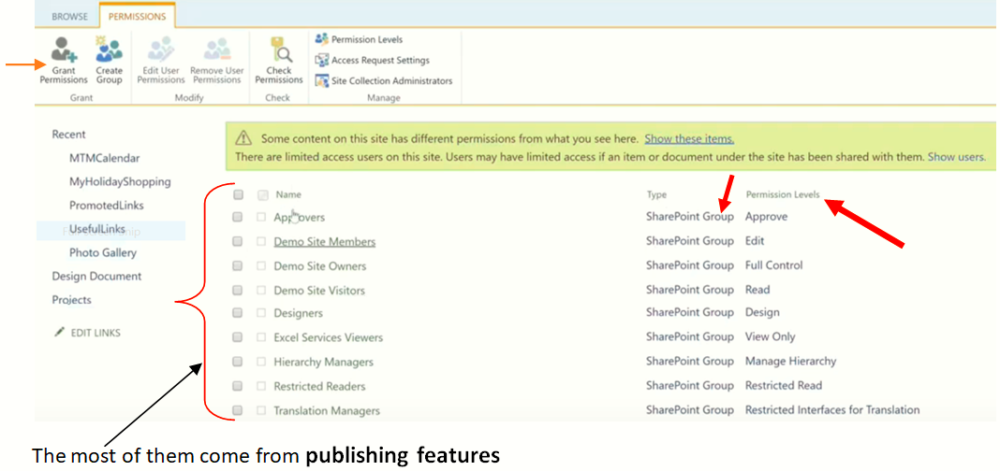 BROWSE PERMISSIONS
Grant Permissions
Create Group
Edit User Permissions
Remove User Permissions
Check Permissions
Permission Levels
Access Request Settings
Site Collection Administrators
Grant Modify Check Manage
Recent
MTMCalendar
MyHolidayShopping
PromotedLinks
UsefulLinks
Photo Gallery
Design Document
Projects
EDIT LINKS
Some content on this site has different permissions from what you see here. Show these items.
There are limited access users on this site. Users may have limited access if an item or document under the site has been shared with them. Show users.
Name Type Permission Levels
Approvers SharePoint Group Approve
Demo Site Members SharePoint Group Edit
Demo Site Owners SharePoint Group Full Control
Demo Site Visitors SharePoint Group Read
Designers SharePoint Group Design
Excel Services Viewers SharePoint Group View Only
Hierarchy Managers SharePoint Group Manage Hierarchy
Restricted Readers SharePoint Group Restricted Read
Translation Managers SharePoint Group Restricted Interfaces for Translation
The most of them come from publishing features